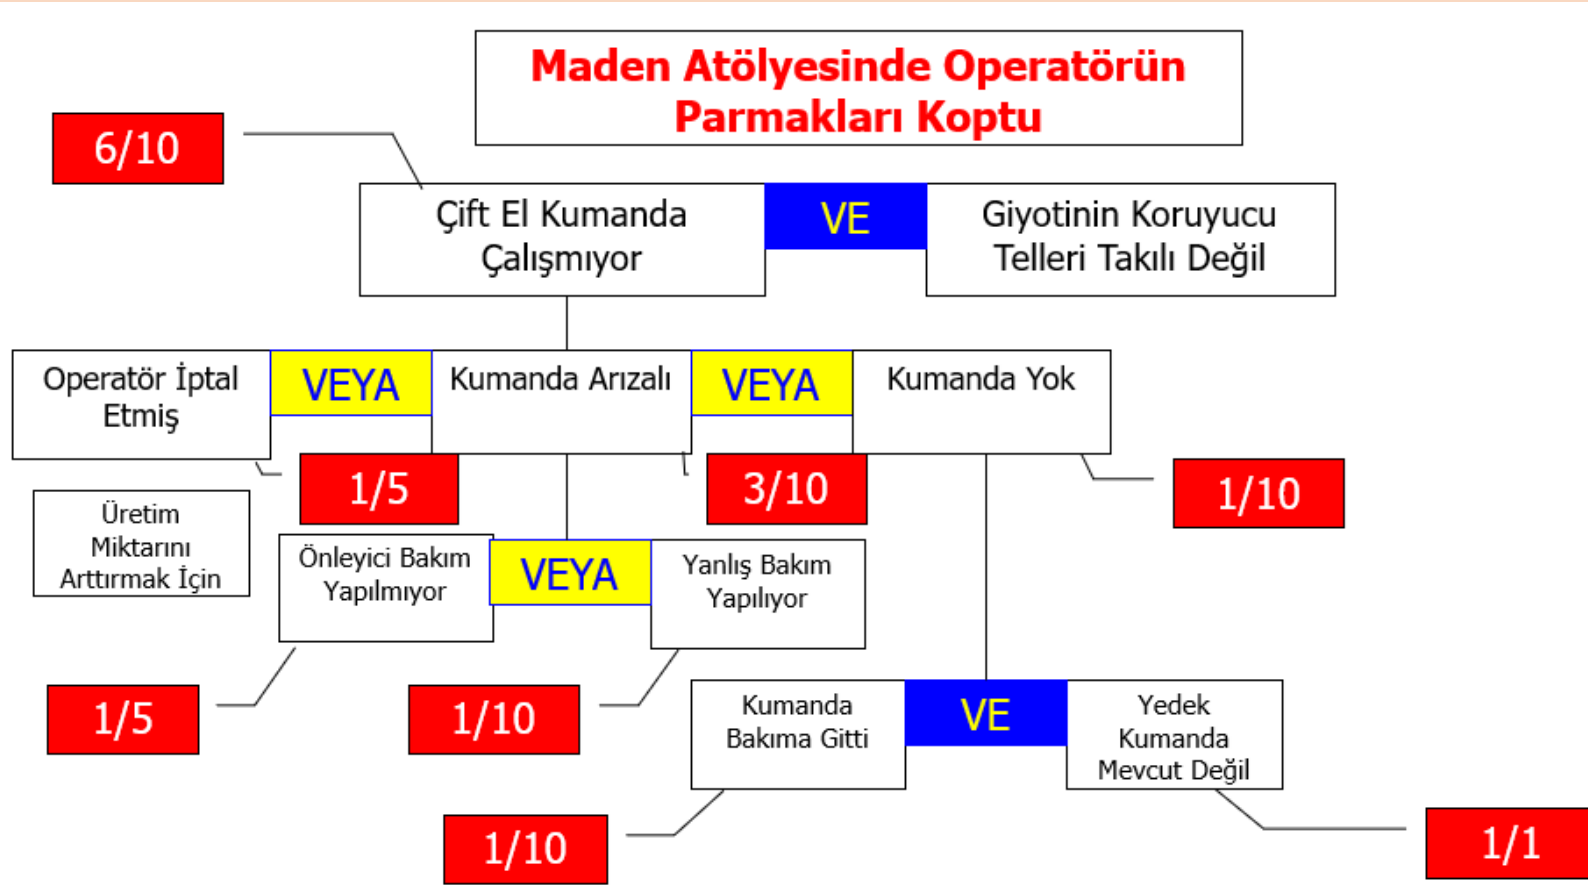 Maden Atölyesinde Operatörün
Parmakları Koptu
6/10
Çift El Kumanda
Çalışmıyor
VE
Giyotinin Koruyucu
Telleri Takılı Değil
Operatör İptal
Etmiş
VEYA
Kumanda Arızalı
VEYA
Kumanda Yok
1/5
3/10
1/10
Üretim
Miktarını
Arttırmak İçin
Önleyici Bakım
Yapılmıyor
VEYA
Yanlış Bakım
Yapılıyor
1/5
1/10
Kumanda
Bakıma Gitti
VE
Yedek
Kumanda
Mevcut Değil
1/10
1/1